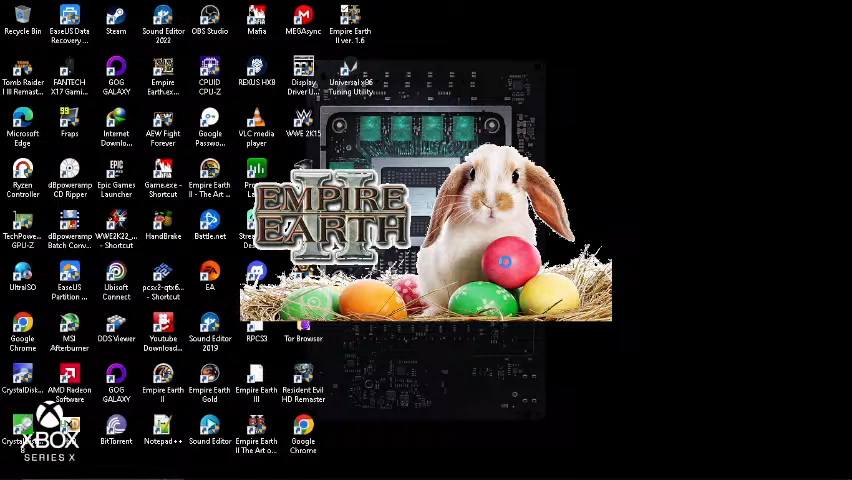 Recycle Bin
EaseUS Data
Recovery ...
Steam
Sound Editor
2022
OBS Studio
Mafia
MEGAsync
Empire Earth
II ver. 1.6
Tomb Raider
I III Remast...
FANTECH
X17 Gami...
GOG
GALAXY
Empire
Earth.ex...
CPUID
CPU-Z
REXUS HX8
Display
Driver U...
Universal x86
Tuning Utility
Microsoft
Edge
99
Fraps
Internet
Downlo...
AEW Fight
Forever
Google
Passwo...
VLC media
player
WWE 2K15
Ryzen
Controller
dBpoweramp
CD Ripper
Epic Games
Launcher
Game.exe -
Shortcut
Empire Earth
II - The Art ...
II
EMPIRE
EARTH
TechPowe...
GPU-Z
dBpoweramp
Batch Conv...
WWE2K22_...
- Shortcut
HandBrake
Battle.net
UltraISO
EaseUS
Partition ...
Ubisoft
Connect
pcsx2-qtx6...
- Shortcut
EA
Google
Chrome
MSI
Afterburner
DDS Viewer
Youtube
Download...
Sound Editor
2019
RPCS3
Tor Browser
CrystalDisk...
AMD Radeon
Software
GOG
GALAXY
Empire Earth
II
Empire Earth
Gold
Empire Earth
III
Resident Evil
HD Remaster
XBOX
SERIES X
BitTorrent
Notepad++
Sound Editor
Empire Earth
II The Art o...
Google
Chrome